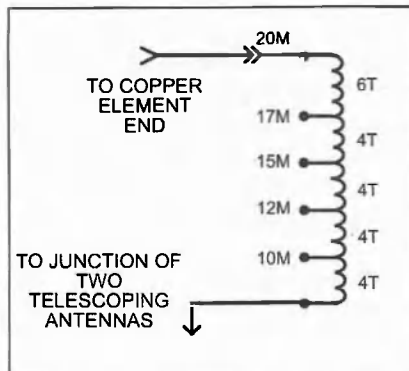 20M
TO COPPER
ELEMENT
END
6T
17M
4T
15M
4T
12M
4T
10M
4T
TO JUNCTION OF
TWO
TELESCOPING
ANTENNAS